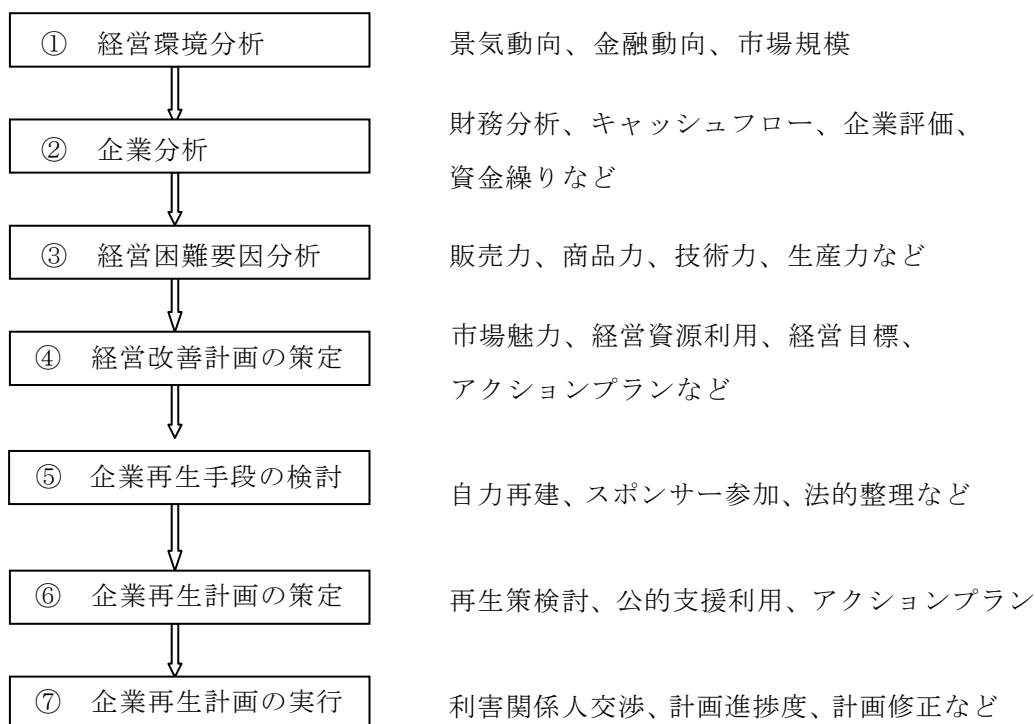 ① 経営環境分析
景気動向、金融動向、市場規模
② 企業分析
財務分析、キャッシュフロー、企業評価、
資金繰りなど
③ 経営困難要因分析
販売力、商品力、技術力、生産力など
④ 経営改善計画の策定
市場魅力、経営資源利用、経営目標、
アクションプランなど
⑤ 企業再生手段の検討
自力再建、スポンサー参加、法的整理など
⑥ 企業再生計画の策定
再生策検討、公的支援利用、アクションプラン
⑦ 企業再生計画の実行
利害関係人交渉、計画進捗度、計画修正など